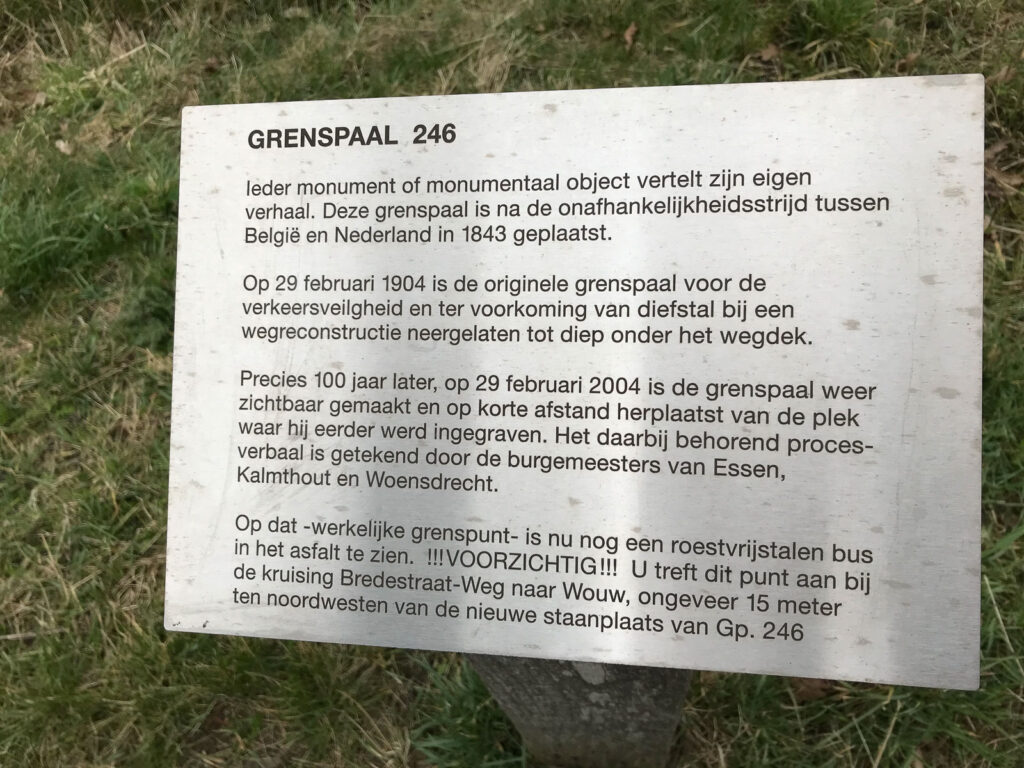 GRENSPAAL 246
Ieder monument of monumentaal object vertelt zijn eigen
verhaal. Deze grenspaal is na de onafhankelijkheidsstrijd tussen
België en Nederland in 1843 geplaatst.
Op 29 februari 1904 is de originele grenspaal voor de
verkeersveilgheid en ter voorkoming van diefstal bij een
wegreconstructie neergelaten tot diep onder het wegdek.
Precies 100 jaar later, op 29 februari 2004 is de grenspaal weer
zichtbaar gemaakt en op korte afstand herplaatst van de plek
waar hij eerder werd ingegraven. Het daarbij behorend proces-
verbaal is getekend door de burgemeesters van Essen,
Kalmthout en Woensdrecht.
Op dat -werkelijke grenspunt- is nu nog een roestvrijstalen bus
in het asfalt te zien. !!!VOORZICHTIG!!! U treft dit punt aan bij
de kruising Bredestraat-Weg naar Wouw, ongeveer 15 meter
ten noordwesten van de nieuwe staanplaats van Gp. 246